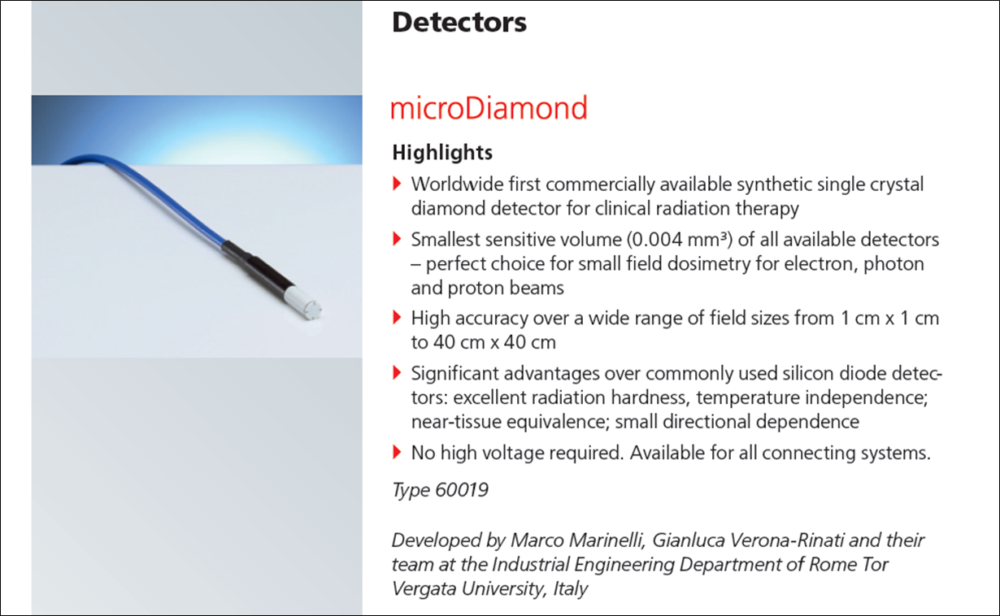 Detectors
microDiamond
Highlights
Worldwide first commercially available synthetic single crystal
diamond detector for clinical radiation therapy
Smallest sensitive volume (0.004 mm³) of all available detectors
– perfect choice for small field dosimetry for electron, photon
and proton beams
High accuracy over a wide range of field sizes from 1 cm x 1 cm
to 40 cm x 40 cm
Significant advantages over commonly used silicon diode detec-
tors: excellent radiation hardness, temperature independence;
near-tissue equivalence; small directional dependence
No high voltage required. Available for all connecting systems.
Type 60019
Developed by Marco Marinelli, Gianluca Verona-Rinati and their
team at the Industrial Engineering Department of Rome Tor
Vergata University, Italy